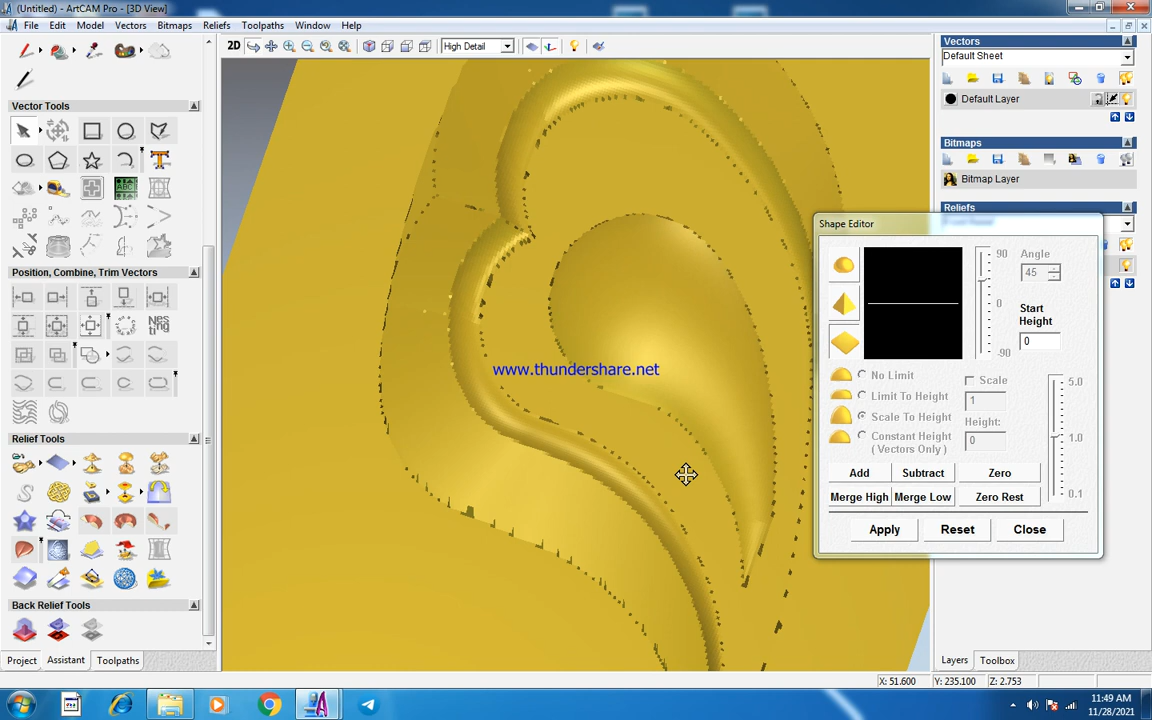 (Untitled) - ArtCAM Pro - [3D View]
File Edit Model Vectors Bitmaps Reliefs Toolpaths Window Help
2D High Detail
Vector Tools
ABC
Nes
ting
Position, Combine, Trim Vectors
Relief Tools
Back Relief Tools
Project Assistant Toolpaths
www.thundershare.net
Vectors
Default Sheet
Default Layer
Bitmaps
Bitmap Layer
Reliefs
Shape Editor
90 Angle
45
0 Start
Height
0
-90
No Limit Scale 5.0
Limit To Height 1
Scale To Height Height: 1.0
Constant Height 0
( Vectors Only )
0.1
Add Subtract Zero
Merge High Merge Low Zero Rest
Apply Reset Close
Layers Toolbox
X: 51.600 Y: 235.100 Z: 2.753
11:49 AM
11/28/2021